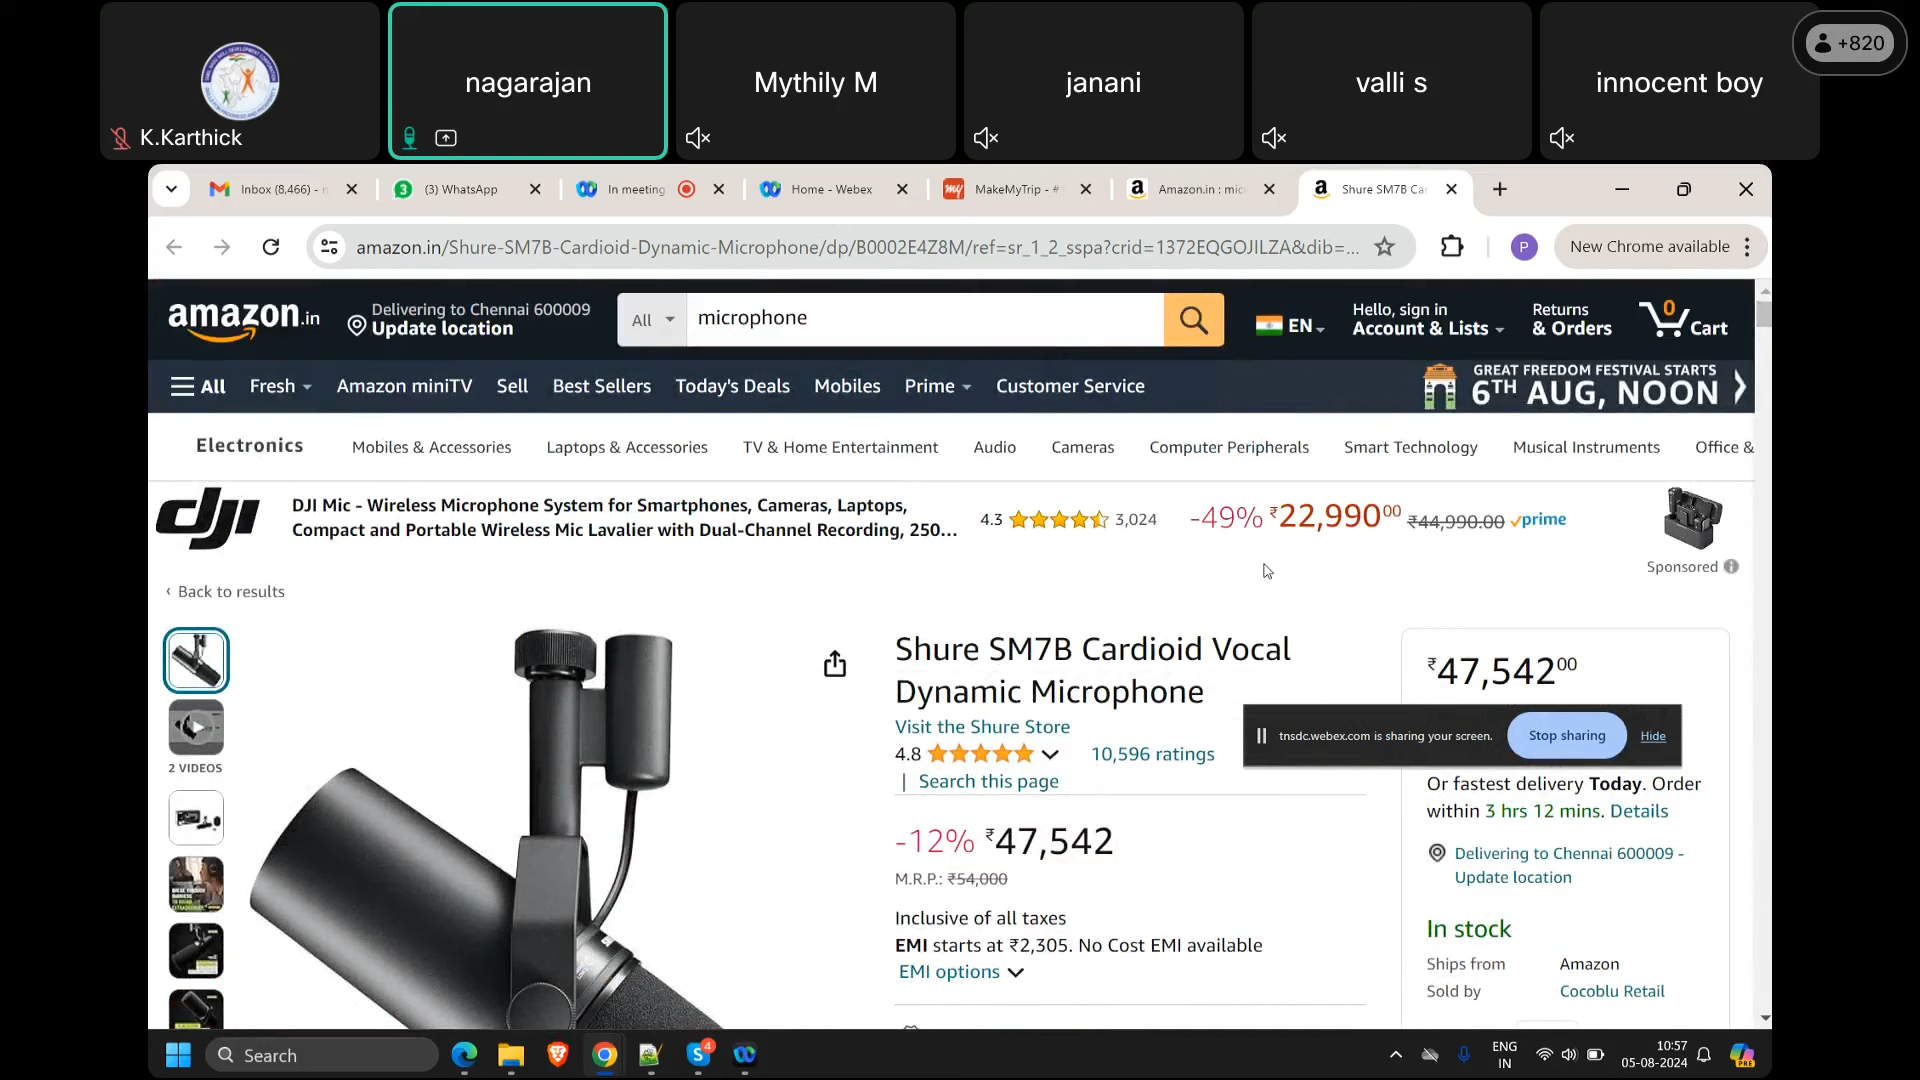 K.Karthick
nagarajan
Mythily M
janani
valli s
innocent boy
+820
Inbox (8,466) -
3
(3) WhatsApp
In meeting
Home - Webex
my
MakeMyTrip - #
a
Amazon.in : mic
a
Shure SM7B Ca
amazon.in/Shure-SM7B-Cardioid-Dynamic-Microphone/dp/B0002E4Z8M/ref=sr_1_2_sspa?crid=1372EQGOJILZA&dib=...
P
New Chrome available
amazon.in
Delivering to Chennai 600009
Update location
All
microphone
EN
Hello, sign in
Account & Lists
Returns
& Orders
0
Cart
All
Fresh
Amazon miniTV
Sell
Best Sellers
Today's Deals
Mobiles
Prime
Customer Service
GREAT FREEDOM FESTIVAL STARTS
6TH AUG, NOON
Electronics
Mobiles & Accessories
Laptops & Accessories
TV & Home Entertainment
Audio
Cameras
Computer Peripherals
Smart Technology
Musical Instruments
Office &
dji
DJI Mic - Wireless Microphone System for Smartphones, Cameras, Laptops,
Compact and Portable Wireless Mic Lavalier with Dual-Channel Recording, 250...
4.3
3,024
-49% ₹22,990⁰⁰ ₹44,990.00 prime
Sponsored
‹ Back to results
2 VIDEOS
Shure SM7B Cardioid Vocal
Dynamic Microphone
Visit the Shure Store
4.8
10,596 ratings
| Search this page
-12% ₹47,542
M.R.P.: ₹54,000
Inclusive of all taxes
EMI starts at ₹2,305. No Cost EMI available
EMI options
₹47,542⁰⁰
tnsdc.webex.com is sharing your screen.
Stop sharing
Hide
Or fastest delivery Today. Order
within 3 hrs 12 mins. Details
Delivering to Chennai 600009 -
Update location
In stock
Ships from
Amazon
Sold by
Cocoblu Retail
Search
4
ENG
IN
10:57
05-08-2024
PRE